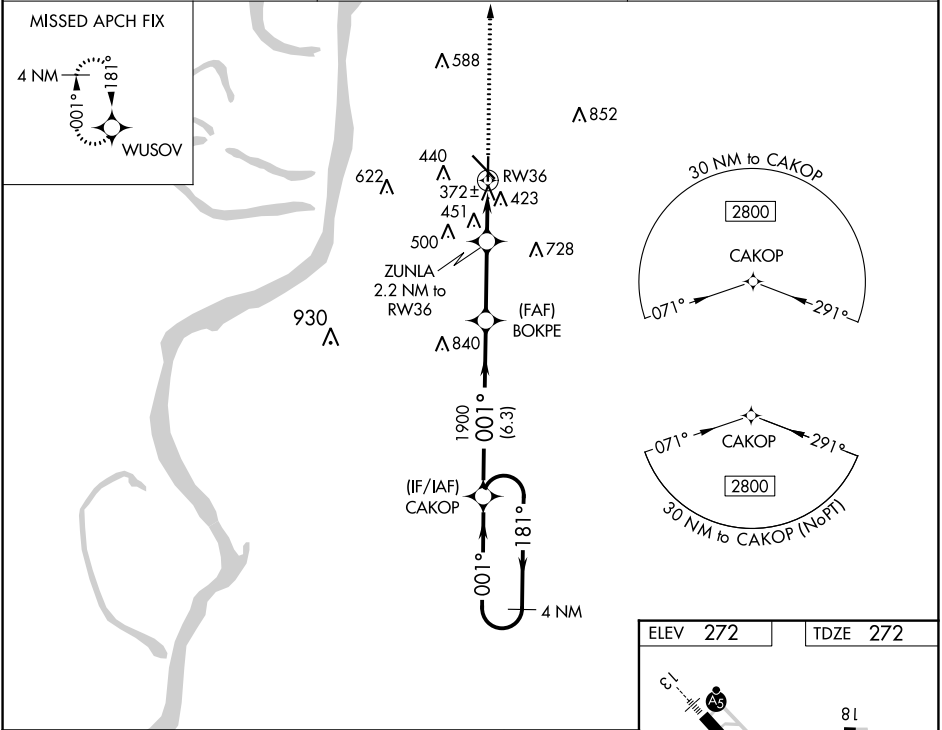 MISSED APCH FIX
4 NM
001°
181°
WUSOV
588
852
440
622
RW36
372±
423
451
500
728
ZUNLA
2.2 NM to
RW36
(FAF)
BOKPE
930
840
1900
001°
(6.3)
(IF/IAF)
CAKOP
181°
001°
4 NM
30 NM to CAKOP
2800
CAKOP
071°
291°
071°
CAKOP
291°
2800
30 NM to CAKOP (NoPT)
ELEV 272
TDZE 272
13
A5
18